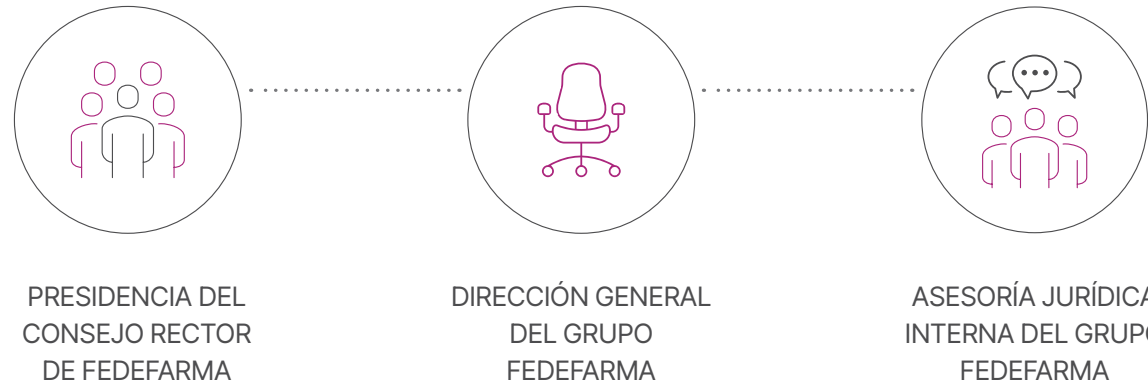 PRESIDENCIA DEL
CONSEJO RECTOR
DE FEDEFARMA
DIRECCIÓN GENERAL
DEL GRUPO
FEDEFARMA
ASESORÍA JURÍDICA
INTERNA DEL GRUPO
FEDEFARMA